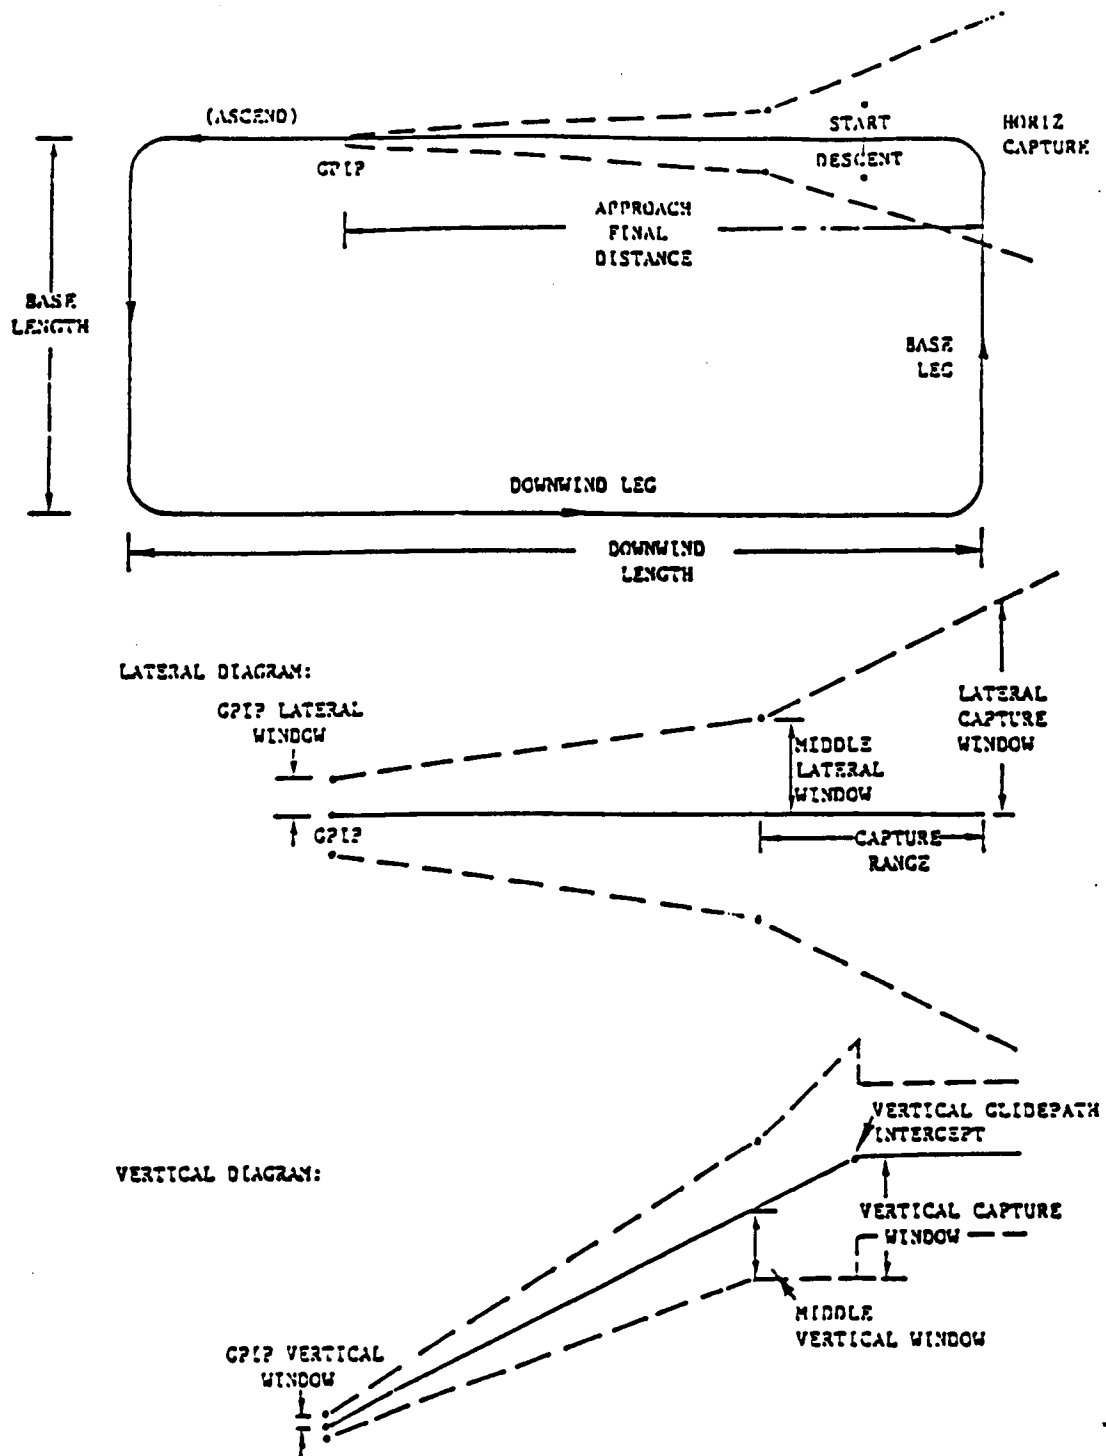 (ASCEND)
START
DESCENT
HORIZ
CAPTURE
GPIP
APPROACH
FINAL
DISTANCE
BASE
LENGTH
BASE
LEG
DOWNWIND LEG
DOWNWIND
LENGTH
LATERAL DIAGRAM:
GPIP LATERAL
WINDOW
MIDDLE
LATERAL
WINDOW
LATERAL
CAPTURE
WINDOW
GPIP
CAPTURE
RANGE
VERTICAL GLIDEPATH
INTERCEPT
VERTICAL DIAGRAM:
VERTICAL CAPTURE
WINDOW
MIDDLE
VERTICAL WINDOW
GPIP VERTICAL
WINDOW